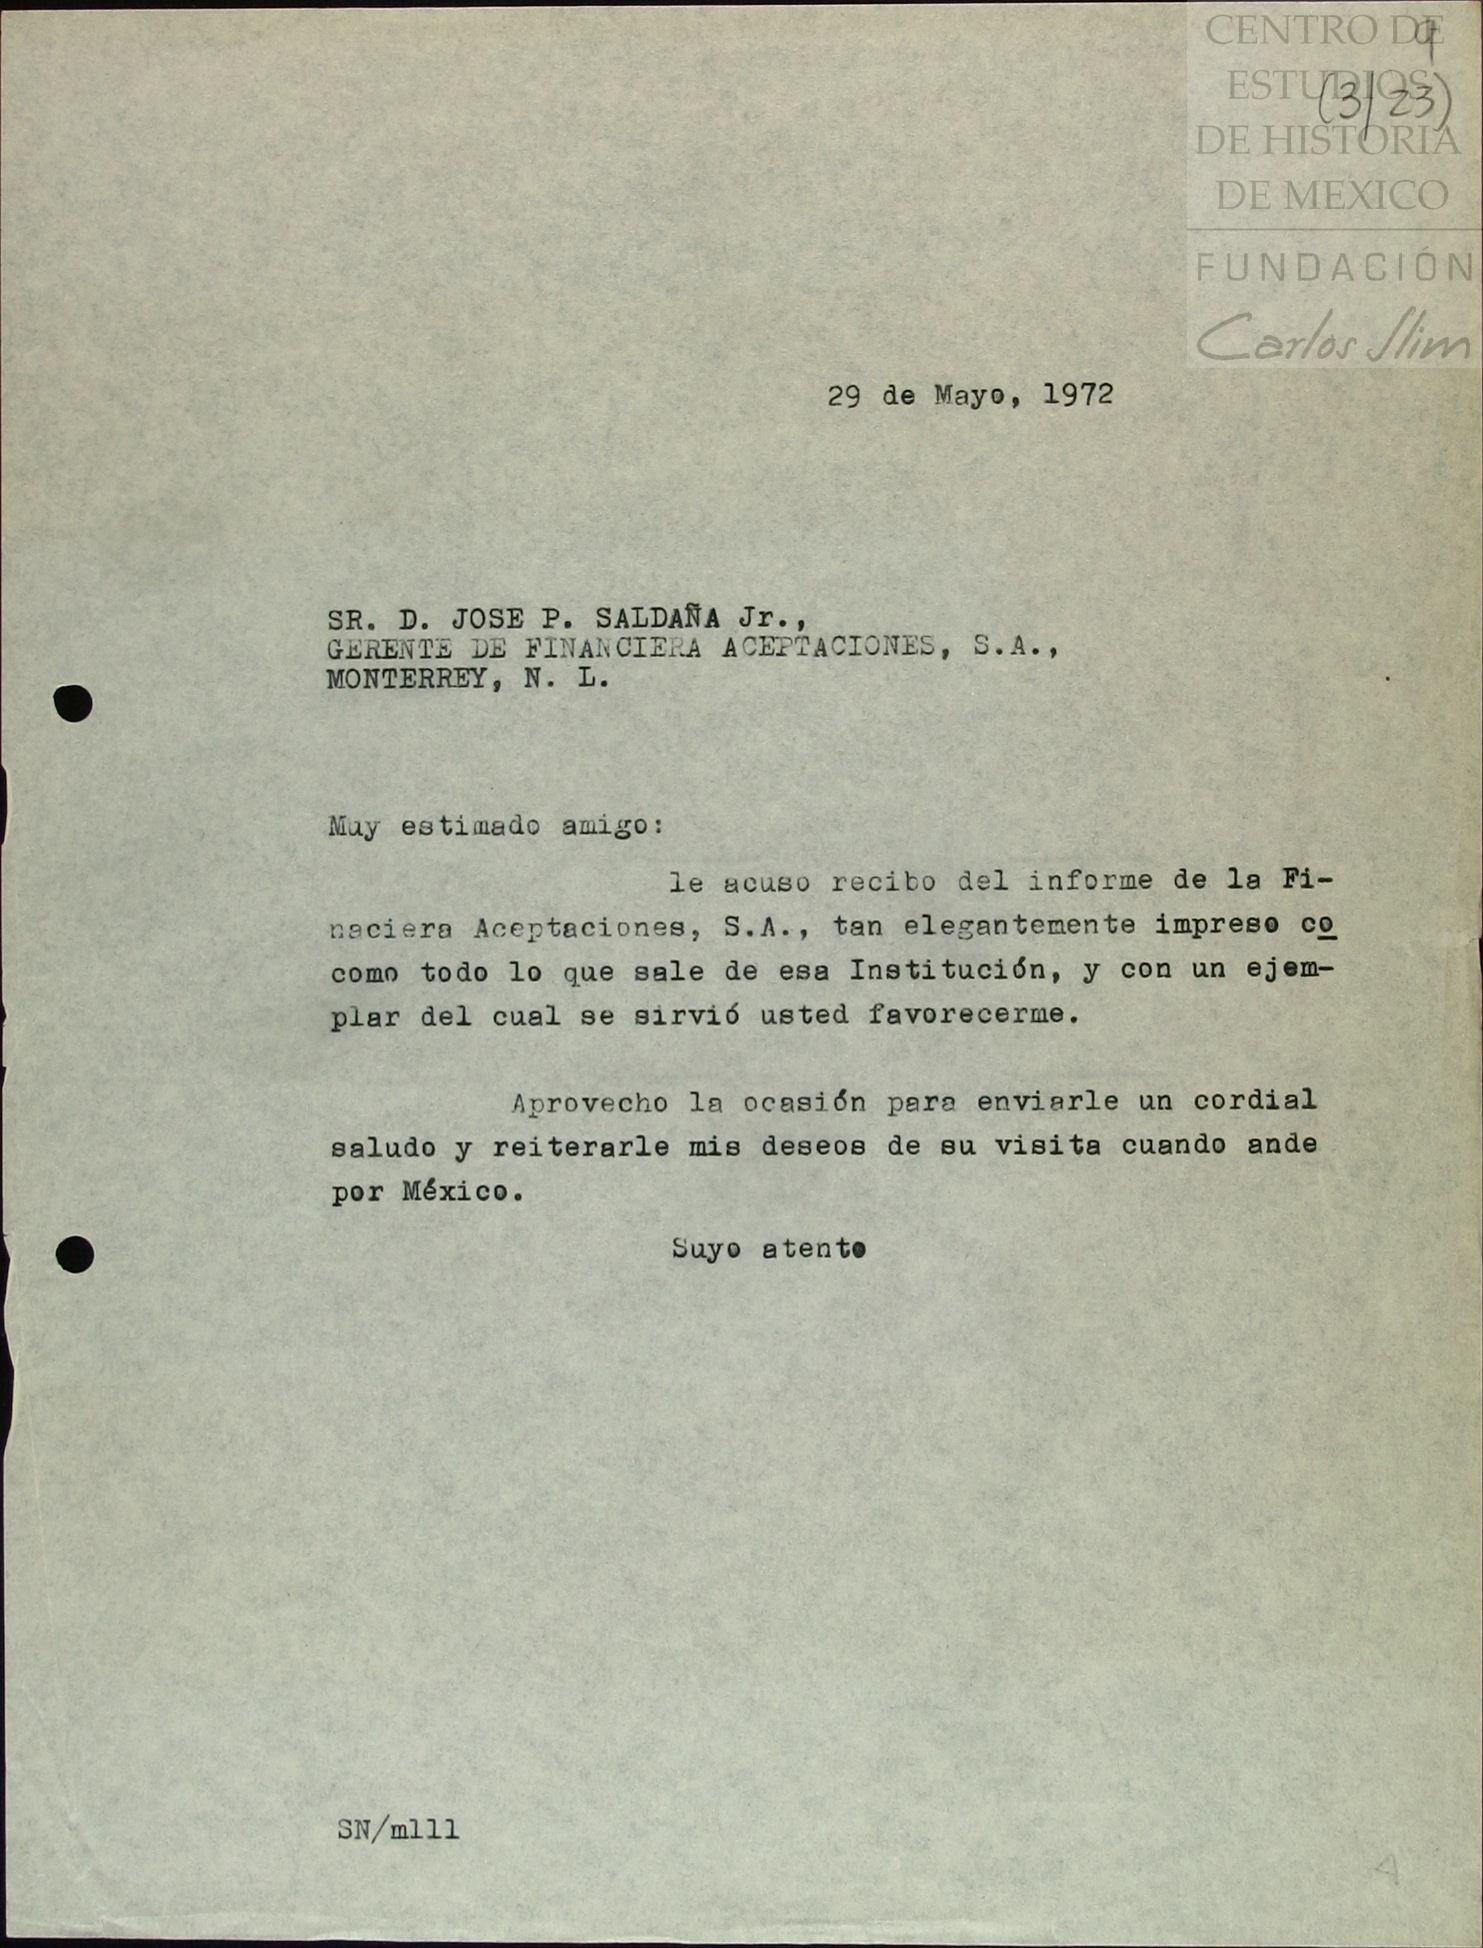 CENTRO DE
ESTUDIOS
DE HISTORIA
DE MEXICO
FUNDACIÓN
Carlos Slim
9
(3/23)
29 de Mayo, 1972
SR. D. JOSE P. SALDAÑA Jr.,
GERENTE DE FINANCIERA ACEPTACIONES, S.A.,
MONTERREY, N. L.
Muy estimado amigo:
le acuso recibo del informe de la Fi-
naciera Aceptaciones, S.A., tan elegantemente impreso co
como todo lo que sale de esa Institución, y con un ejem-
plar del cual se sirvió usted favorecerme.
Aprovecho la ocasión para enviarle un cordial
saludo y reiterarle mis deseos de su visita cuando ande
por México.
Suyo atento
SN/mlll